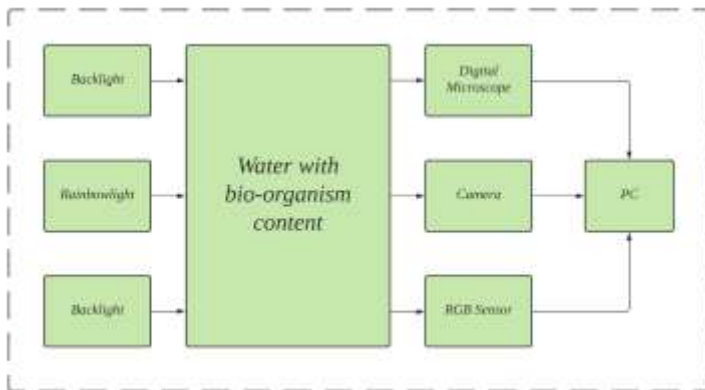 Backlight
Digital
Microscope
Rainbowlight
Water with
bio-organism
content
Camera
PC
Backlight
RGB Sensor